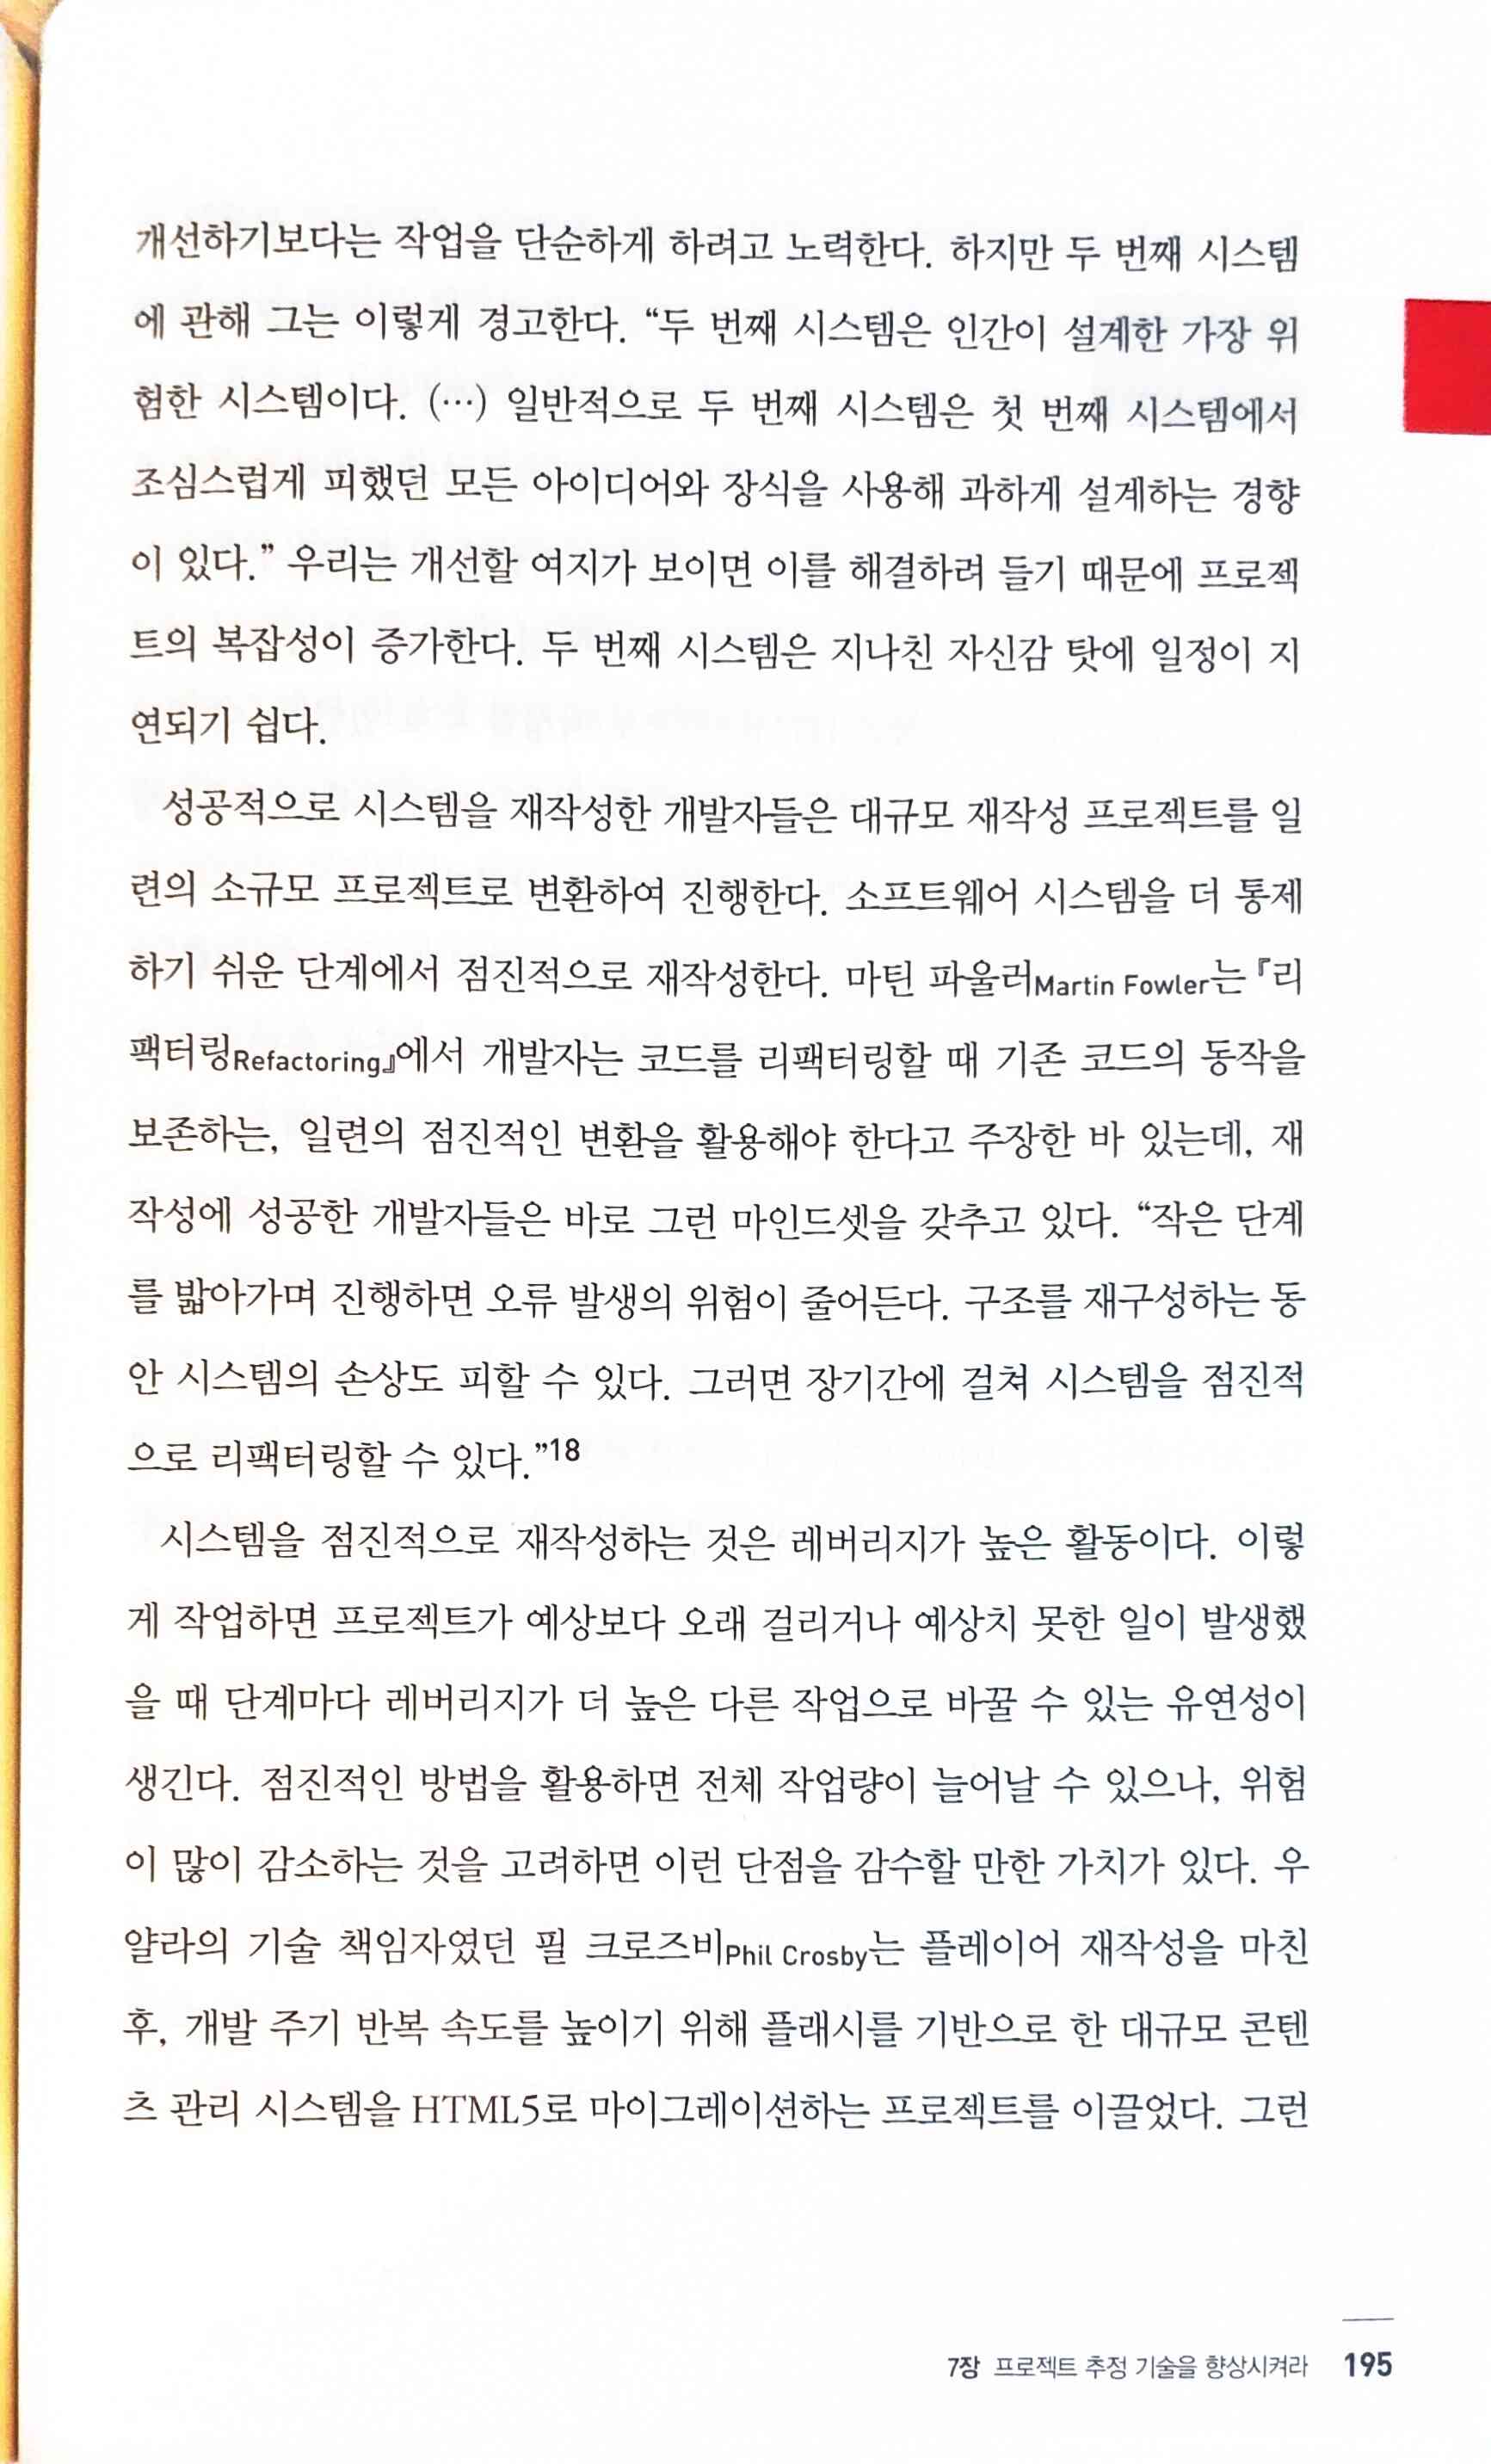 개선하기보다는 작업을 단순하게 하려고 노력한다. 하지만 두 번째 시스템
에 관해 그는 이렇게 경고한다. “두 번째 시스템은 인간이 설계한 가장 위
험한 시스템이다. (…) 일반적으로 두 번째 시스템은 첫 번째 시스템에서
조심스럽게 피했던 모든 아이디어와 장식을 사용해 과하게 설계하는 경향
이 있다.” 우리는 개선할 여지가 보이면 이를 해결하려 들기 때문에 프로젝
트의 복잡성이 증가한다. 두 번째 시스템은 지나친 자신감 탓에 일정이 지
연되기 쉽다.
성공적으로 시스템을 재작성한 개발자들은 대규모 재작성 프로젝트를 일
련의 소규모 프로젝트로 변환하여 진행한다. 소프트웨어 시스템을 더 통제
하기 쉬운 단계에서 점진적으로 재작성한다. 마틴 파울러Martin Fowler는 『리
팩터링Refactoring』에서 개발자는 코드를 리팩터링할 때 기존 코드의 동작을
보존하는, 일련의 점진적인 변환을 활용해야 한다고 주장한 바 있는데, 재
작성에 성공한 개발자들은 바로 그런 마인드셋을 갖추고 있다. “작은 단계
를 밟아가며 진행하면 오류 발생의 위험이 줄어든다. 구조를 재구성하는 동
안 시스템의 손상도 피할 수 있다. 그러면 장기간에 걸쳐 시스템을 점진적
으로 리팩터링할 수 있다.”18
시스템을 점진적으로 재작성하는 것은 레버리지가 높은 활동이다. 이렇
게 작업하면 프로젝트가 예상보다 오래 걸리거나 예상치 못한 일이 발생했
을 때 단계마다 레버리지가 더 높은 다른 작업으로 바꿀 수 있는 유연성이
생긴다. 점진적인 방법을 활용하면 전체 작업량이 늘어날 수 있으나, 위험
이 많이 감소하는 것을 고려하면 이런 단점을 감수할 만한 가치가 있다. 우
얄라의 기술 책임자였던 필 크로즈비Phil Crosby는 플레이어 재작성을 마친
후, 개발 주기 반복 속도를 높이기 위해 플래시를 기반으로 한 대규모 콘텐
츠 관리 시스템을 HTML5로 마이그레이션하는 프로젝트를 이끌었다. 그런
7장 프로젝트 추정 기술을 향상시켜라 195